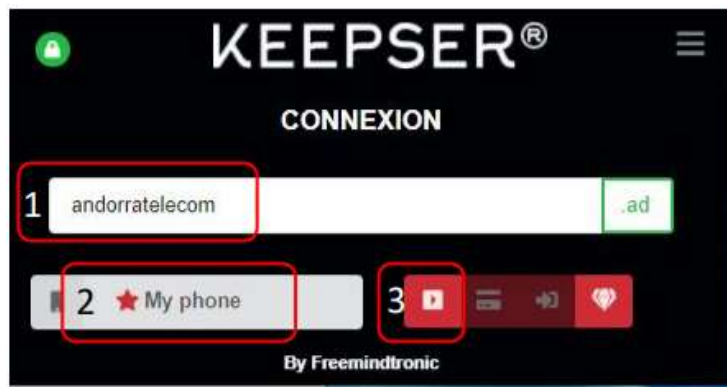 KEEPSER®
CONNEXION
1 andorratelecom .ad
2 My phone 3
By Freemindtronic